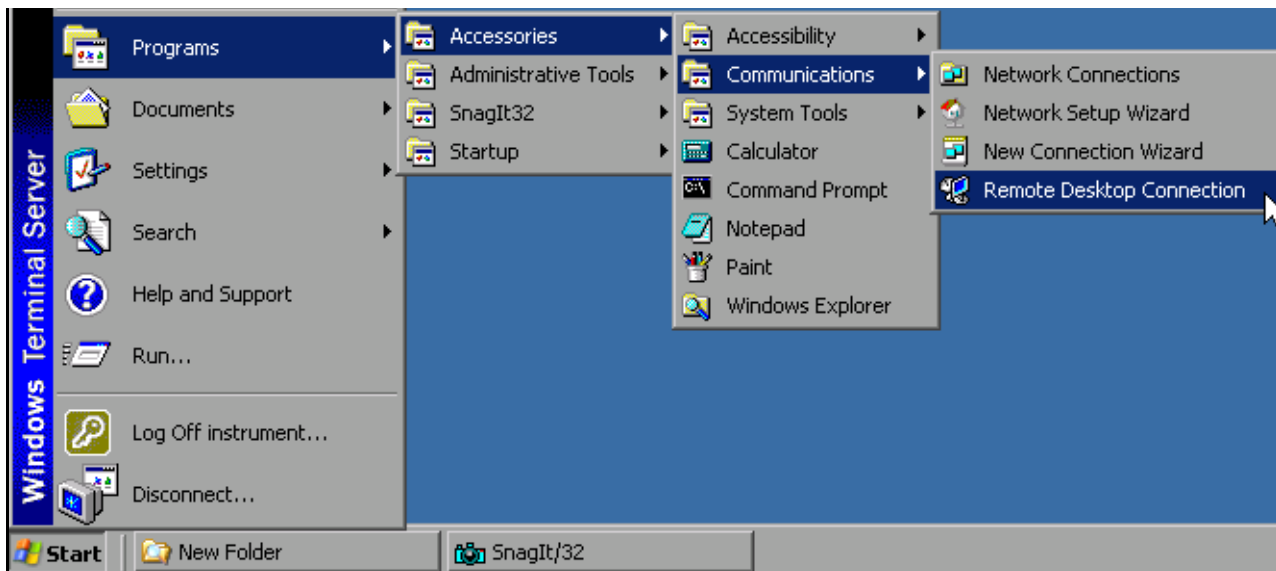 Windows Terminal Server
Programs
Documents
Settings
Search
Help and Support
Run...
Log Off instrument...
Disconnect...
Accessories
Administrative Tools
SnagIt32
Startup
Accessibility
Communications
System Tools
Calculator
Command Prompt
Notepad
Paint
Windows Explorer
Network Connections
Network Setup Wizard
New Connection Wizard
Remote Desktop Connection
Start
New Folder
SnagIt/32